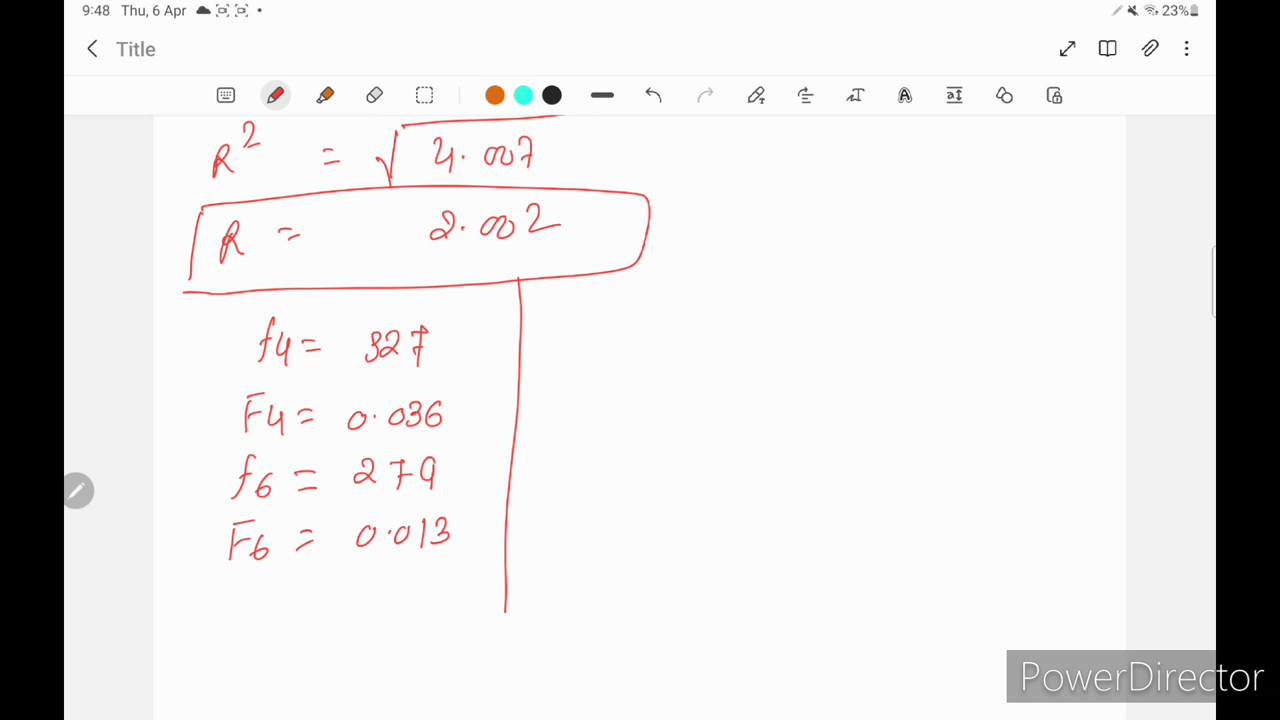 9:48 Thu, 6 Apr 23%
Title
R² = √4.007
R = 2.002
f4 = 327
F4 = 0.036
f6 = 279
F6 = 0.013
PowerDirector